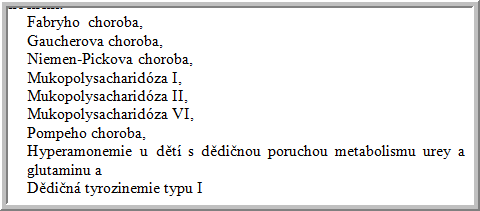 Fabryho choroba,
Gaucherova choroba,
Niemen-Pickova choroba,
Mukopolysacharidóza I,
Mukopolysacharidóza II,
Mukopolysacharidóza VI,
Pompeho choroba,
Hyperamonemie u dětí s dědičnou poruchou metabolismu urey a
glutaminu a
Dědičná tyrozinemie typu I